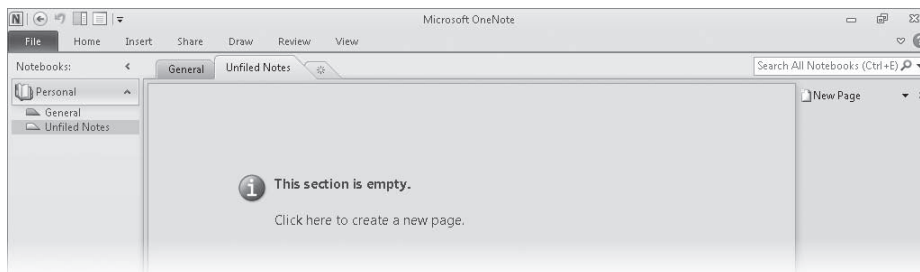 N Microsoft OneNote
File Home Insert Share Draw Review View
Notebooks: General Unfiled Notes Search All Notebooks (Ctrl+E)
Personal New Page
General
Unfiled Notes
This section is empty.
Click here to create a new page.